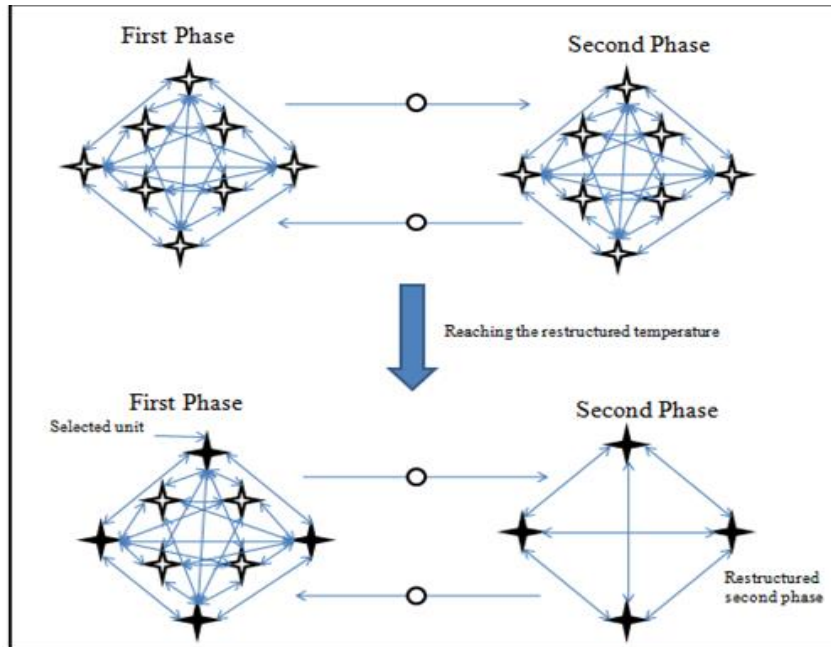 First Phase
Second Phase
Reaching the restructured temperature
First Phase
Second Phase
Selected unit
Restructured
second phase